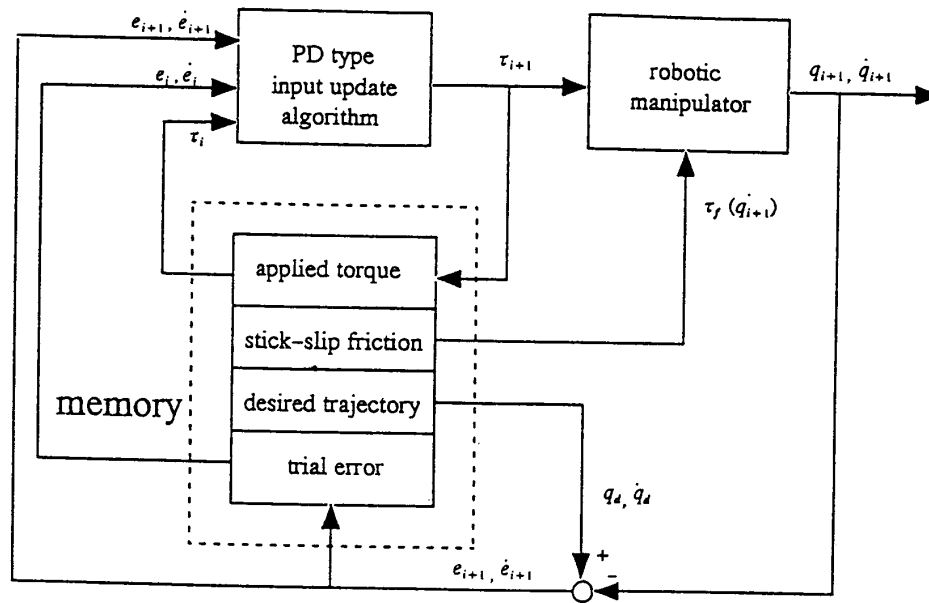 e_{i+1}, ė_{i+1}
PD type
input update
algorithm
e_i, ė_i
τ_i
τ_{i+1}
robotic
manipulator
q_{i+1}, q̇_{i+1}
τ_f (q̇_{i+1})
applied torque
stick-slip friction
desired trajectory
trial error
memory
q_d, q̇_d
+
−
e_{i+1}, ė_{i+1}